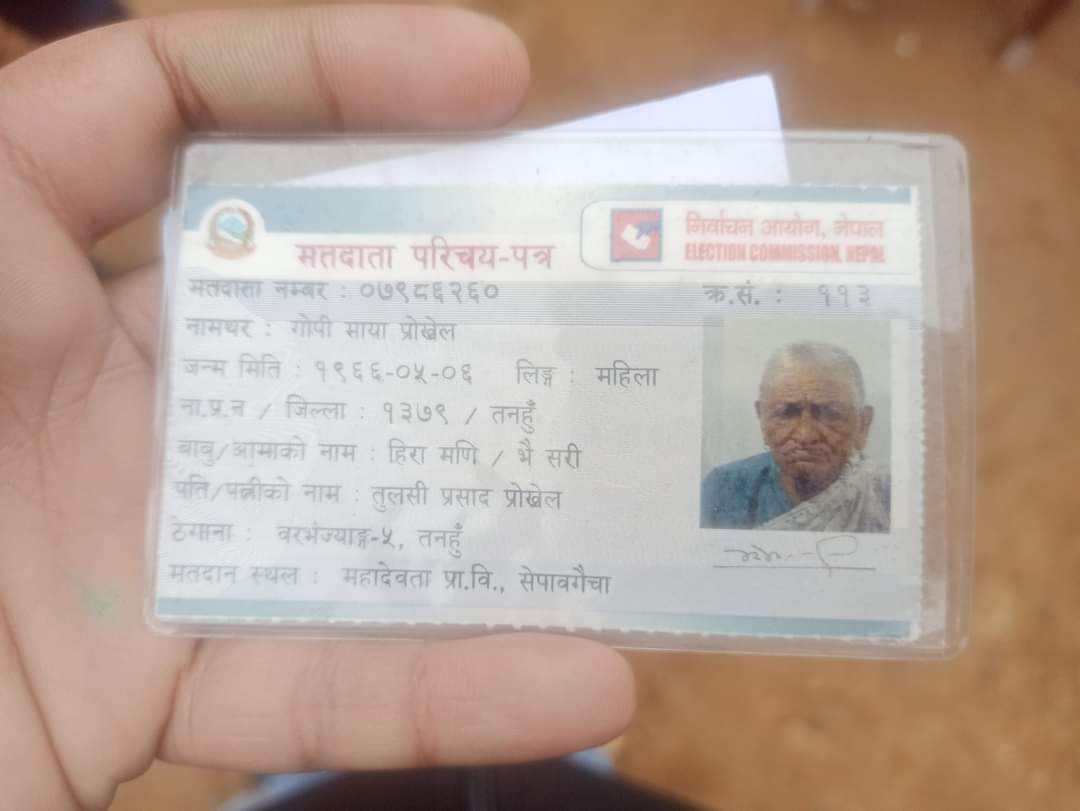 निर्वाचन आयोग, नेपाल
ELECTION COMMISSION, NEPAL
मतदाता परिचय-पत्र
मतदाता नम्बर : ०७९८६२६० क्र.सं. : ११३
नामथर : गोपी माया प्रोखेल
जन्म मिति : १९६६-०५-०६ लिङ्ग : महिला
ना.प्र.न / जिल्ला : १३७९ / तनहुँ
बाबु/आमाको नाम : हिरा मणि / भै सरी
पति/पत्नीको नाम : तुलसी प्रसाद प्रोखेल
ठेगाना : वरभंज्याङ्ग-५, तनहुँ
मतदान स्थल : महादेवता प्रा.वि., सेपावगैचा